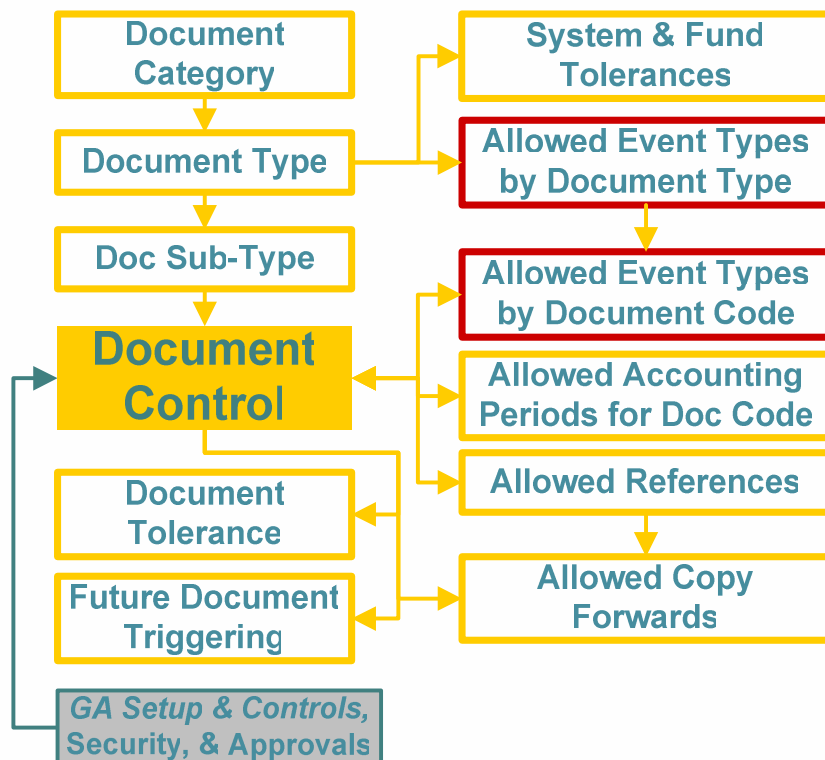 Document
Category
System & Fund
Tolerances
Document Type
Allowed Event Types
by Document Type
Doc Sub-Type
Allowed Event Types
by Document Code
Document
Control
Allowed Accounting
Periods for Doc Code
Document
Tolerance
Allowed References
Future Document
Triggering
Allowed Copy
Forwards
GA Setup & Controls,
Security, & Approvals